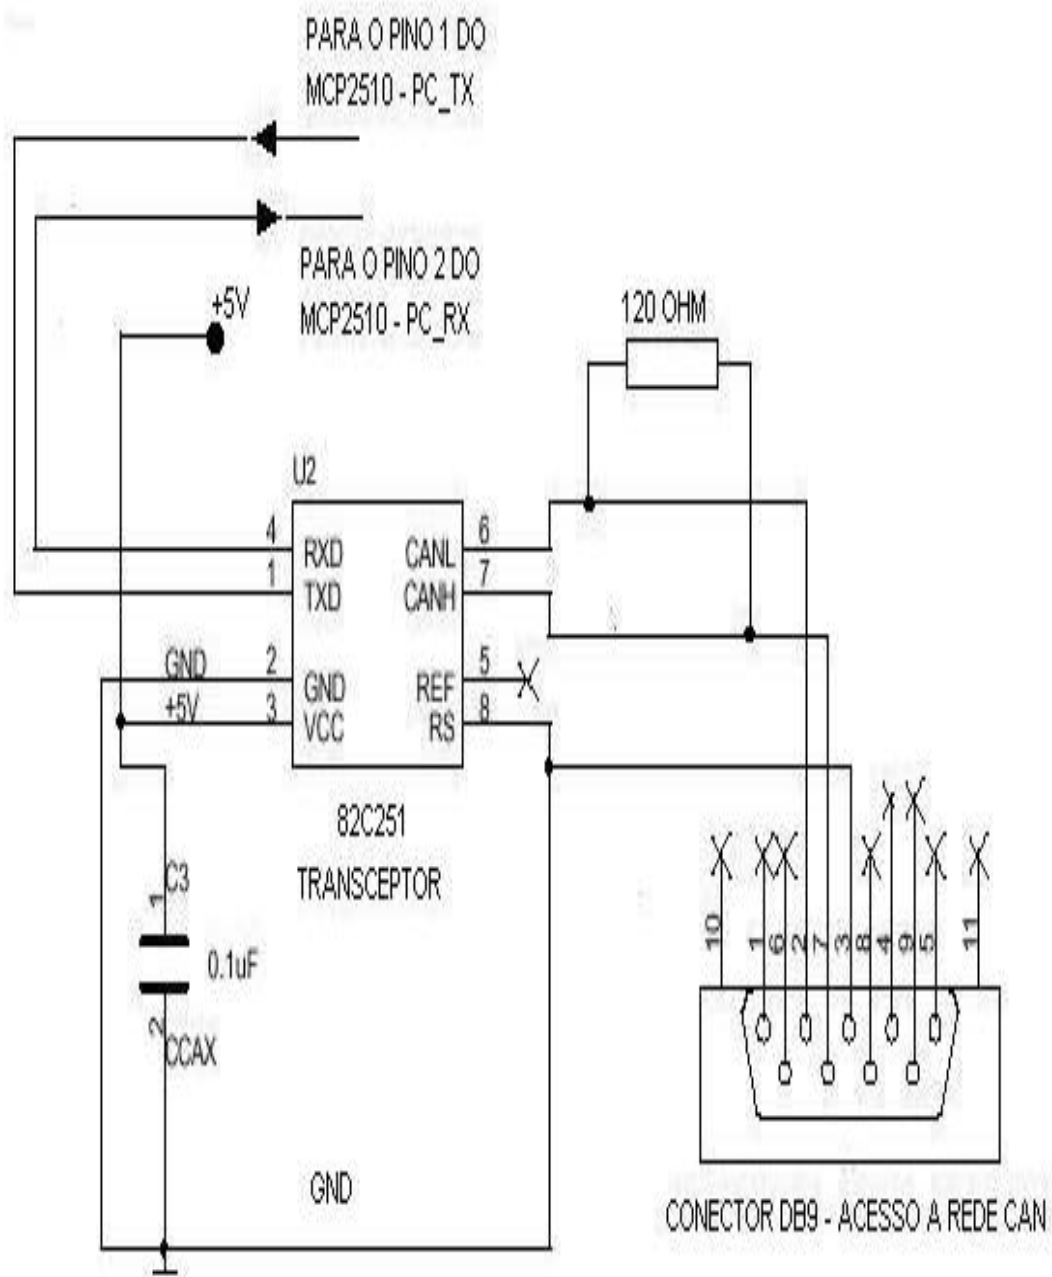 PARA O PINO 1 DO
MCP2510 - PC_TX
PARA O PINO 2 DO
MCP2510 - PC_RX
+5V
120 OHM
U2
4
RXD
CANL
6
1
TXD
CANH
7
GND
2
GND
REF
5
+5V
3
VCC
RS
8
82C251
TRANSCEPTOR
C3
1
0.1uF
2
CCAX
GND
10
1
6
2
7
3
8
4
9
5
11
CONECTOR DB9 - ACESSO A REDE CAN